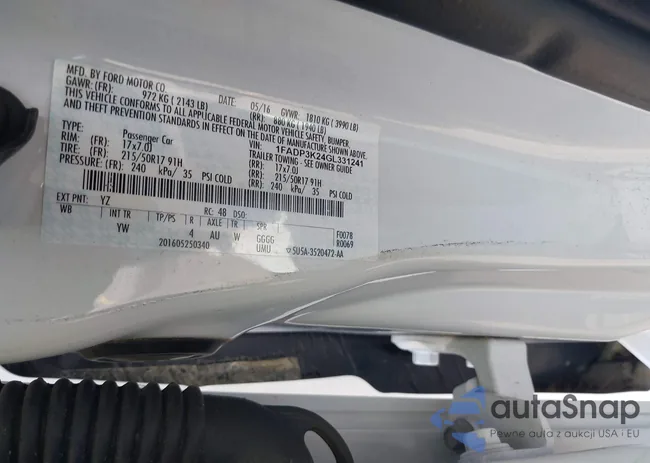 MFD. BY FORD MOTOR CO.
DATE: 05/16 GVWR: 1810 KG ( 3990 LB)
GAWR: (FR): 972 KG ( 2143 LB) (RR): 880 KG ( 1940 LB)
THIS VEHICLE CONFORMS TO ALL APPLICABLE FEDERAL MOTOR VEHICLE SAFETY, BUMPER,
AND THEFT PREVENTION STANDARDS IN EFFECT ON THE DATE OF MANUFACTURE SHOWN ABOVE.
VIN: 1FADP3K24GL331241
TYPE: Passenger Car TRAILER TOWING - SEE OWNER GUIDE
RIM: (FR): 17x7.0J (RR): 17x7.0J
TIRE: (FR): 215/50R17 91H (RR): 215/50R17 91H
PRESSURE: (FR): 240 kPa/ 35 PSI COLD (RR): 240 kPa/ 35 PSI COLD
EXT PNT: YZ RC: 48 DSO: F0078
WB INT TR TP/PS R AXLE TR SPR R0069
YW 4 AU W GGGG
201605250340 UMU 5U5A-3520472-AA
autaSnap
Pewne auta z aukcji USA i EU